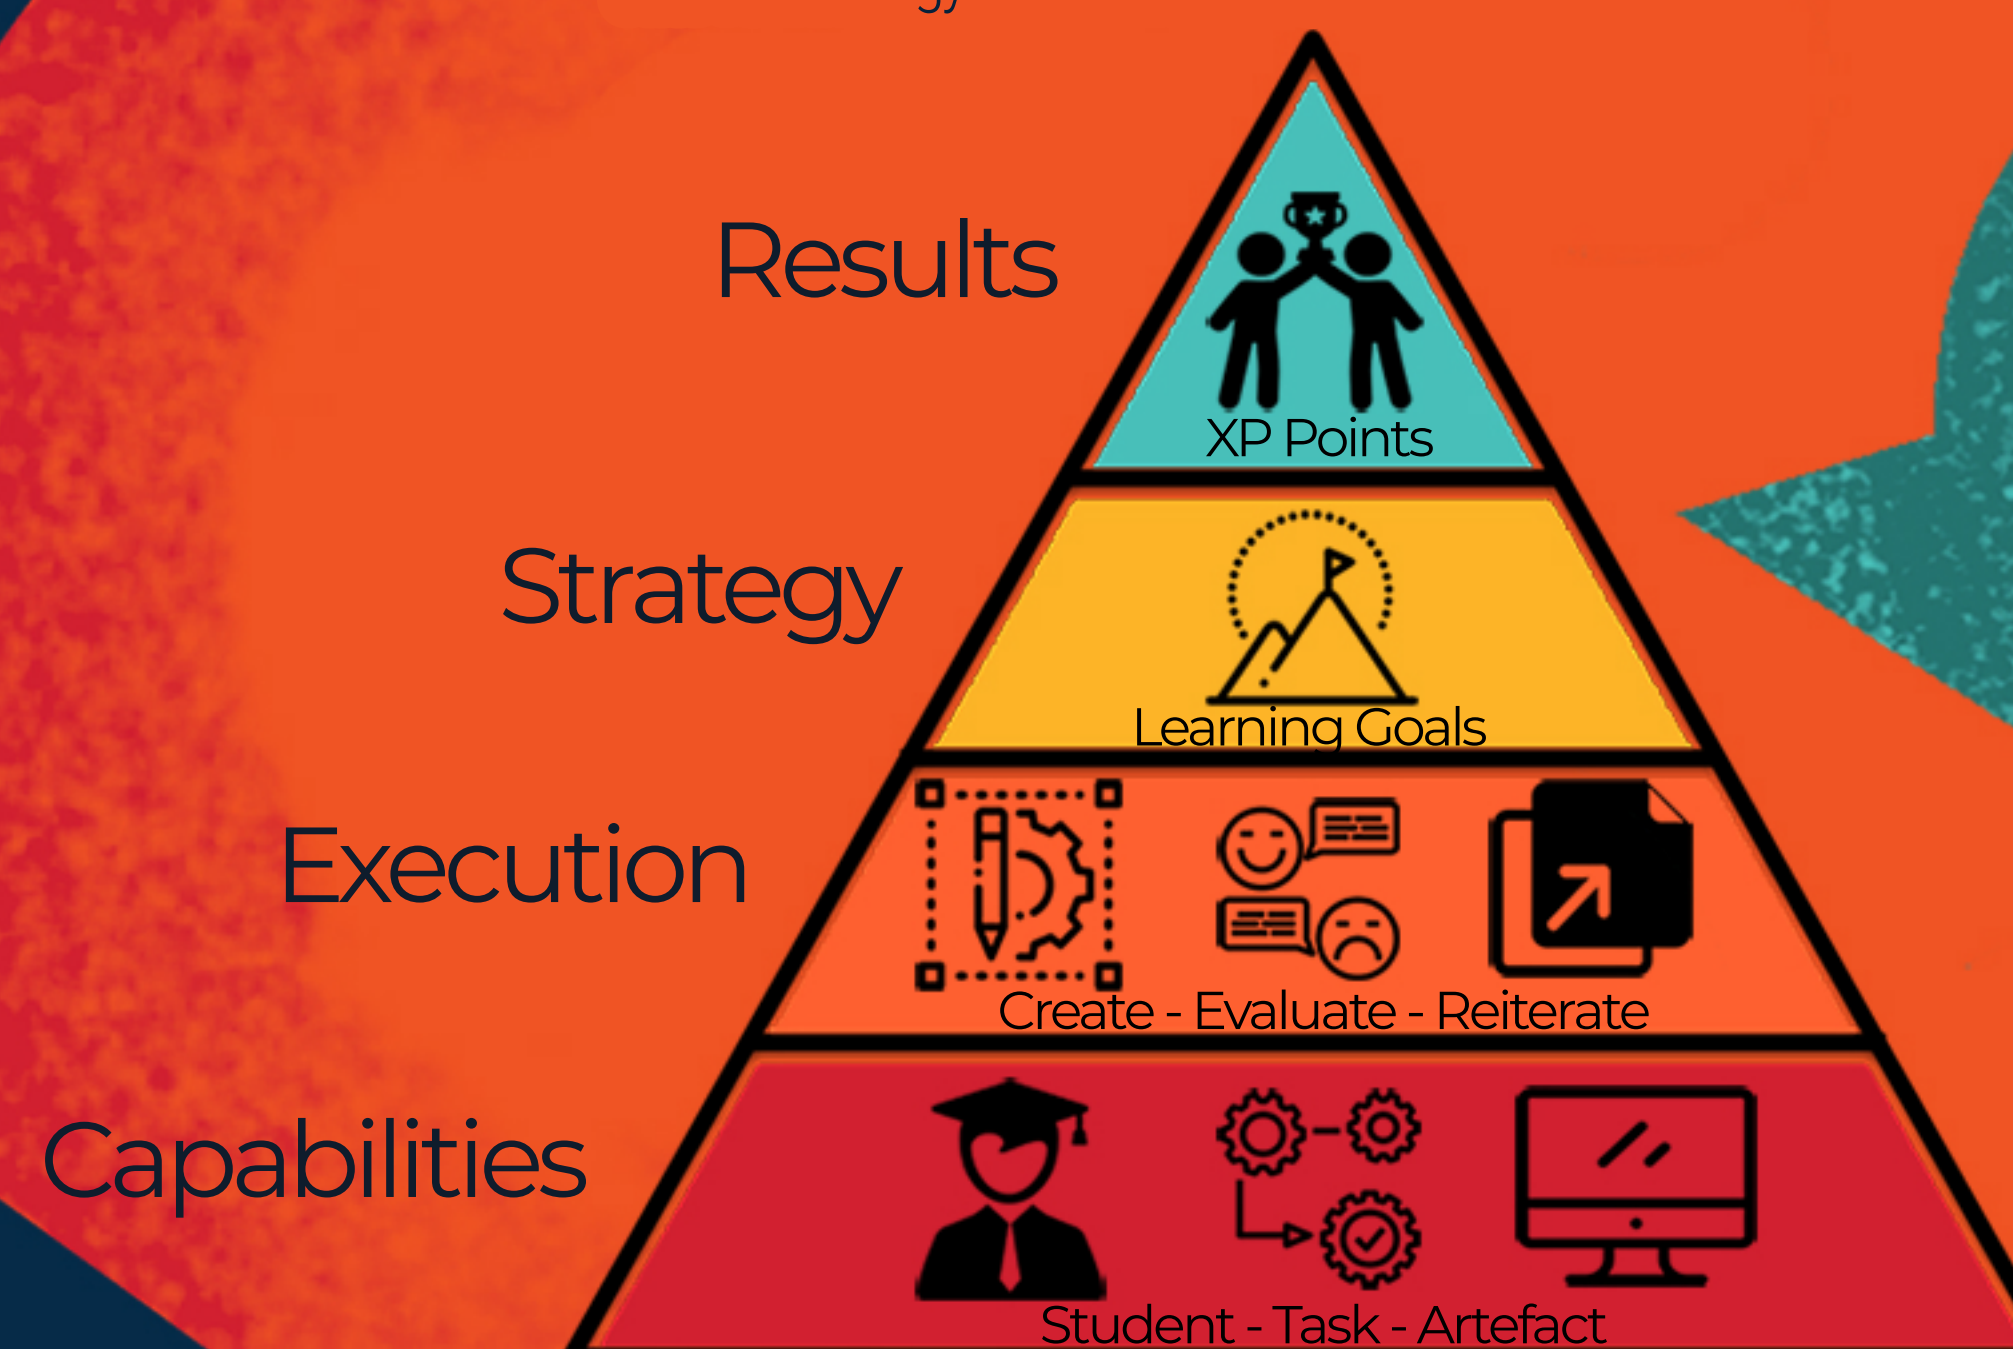 Results
XP Points
Strategy
Learning Goals
Execution
Create - Evaluate - Reiterate
Capabilities
Student - Task - Artefact